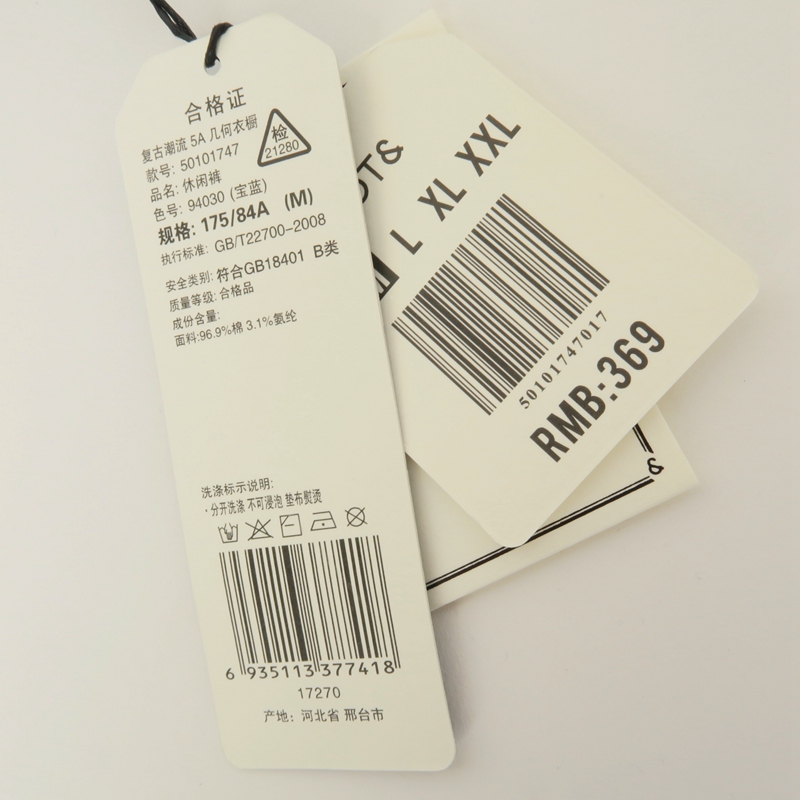 合格证
复古潮流 5A 几何衣橱
检
21280
款号: 50101747
品名: 休闲裤
色号: 94030 (宝蓝)
规格: 175/84A (M)
执行标准: GB/T22700-2008
安全类别: 符合GB18401 B类
质量等级: 合格品
成份含量:
面料:96.9%棉 3.1%氨纶
洗涤标示说明:
·分开洗涤 不可浸泡 垫布熨烫
6 935113 377418
17270
产地: 河北省 邢台市
OT&
M L XL XXL
50101747017
RMB:369
&